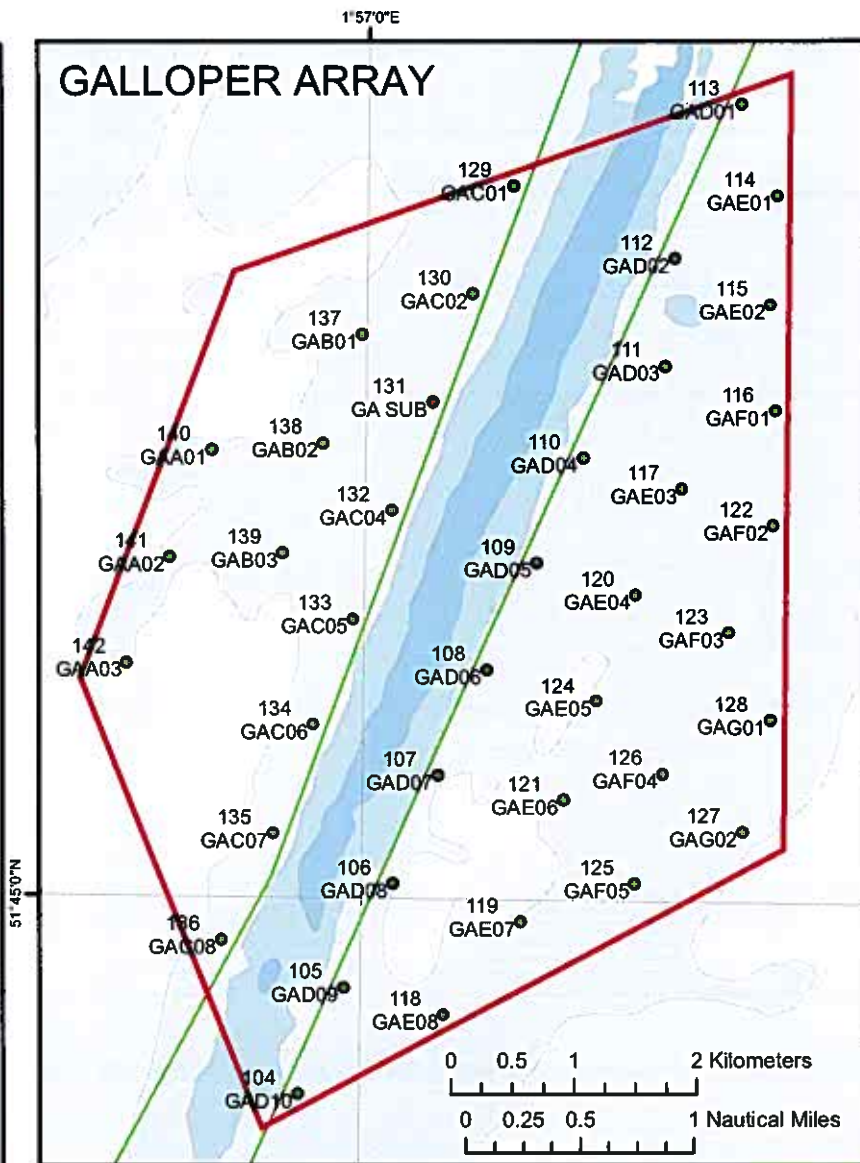 1°57'0"E
GALLOPER ARRAY
113
GAD01
129
GAC01
114
GAE01
112
GAD02
130
GAC02
115
GAE02
137
GAB01
111
GAD03
131
GA SUB
116
GAF01
140
GAA01
138
GAB02
110
GAD04
117
GAE03
132
GAC04
122
GAF02
141
GAA02
139
GAB03
109
GAD05
120
GAE04
133
GAC05
123
GAF03
142
GAA03
108
GAD06
124
GAE05
134
GAC06
128
GAG01
107
GAD07
126
GAF04
121
GAE06
135
GAC07
127
GAG02
106
GAD08
125
GAF05
51°45'0"N
119
GAE07
136
GAC08
105
GAD09
118
GAE08
104
GAD10
0 0.5 1 2 Kilometers
0 0.25 0.5 1 Nautical Miles